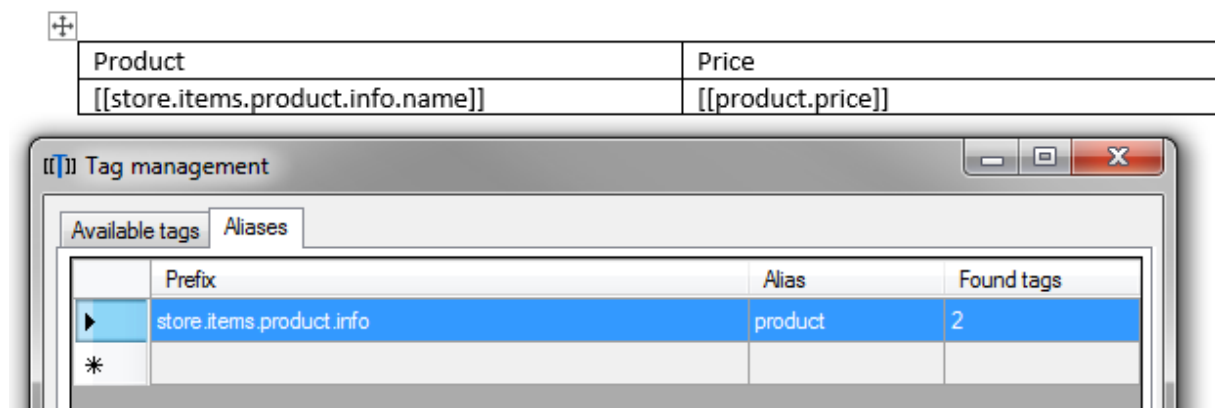 Product Price
[[store.items.product.info.name]] [[product.price]]
[[T]] Tag management
Available tags Aliases
Prefix Alias Found tags
store.items.product.info product 2